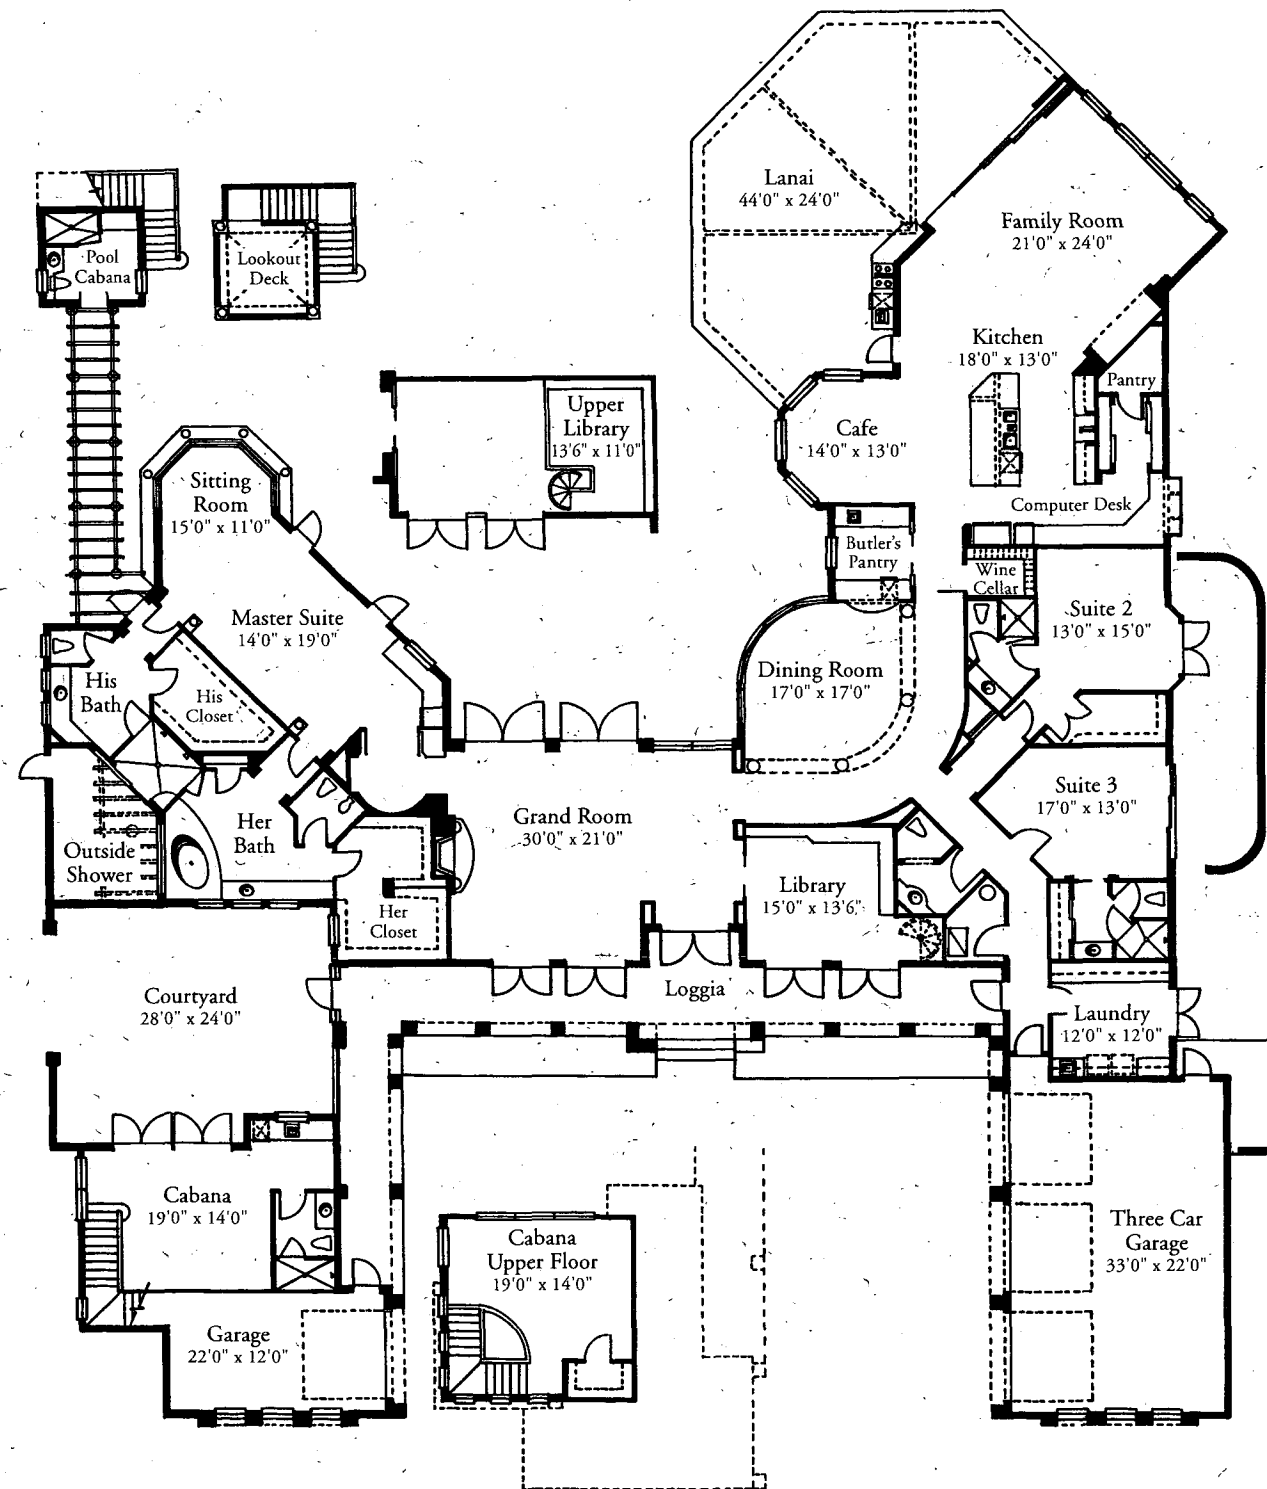 Lanai
44'0" x 24'0"
Family Room
21'0" x 24'0"
Pool
Cabana
Lookout
Deck
Kitchen
18'0" x 13'0"
Pantry
Upper
Library
13'6" x 11'0"
Cafe
14'0" x 13'0"
Sitting
Room
15'0" x 11'0"
Computer Desk
Butler's
Pantry
Wine
Cellar
Master Suite
14'0" x 19'0"
Suite 2
13'0" x 15'0"
His
Bath
His
Closet
Dining Room
17'0" x 17'0"
Suite 3
17'0" x 13'0"
Her
Bath
Grand Room
30'0" x 21'0"
Outside
Shower
Library
15'0" x 13'6"
Her
Closet
Courtyard
28'0" x 24'0"
Loggia
Laundry
12'0" x 12'0"
Cabana
19'0" x 14'0"
Cabana
Upper Floor
19'0" x 14'0"
Three Car
Garage
33'0" x 22'0"
Garage
22'0" x 12'0"